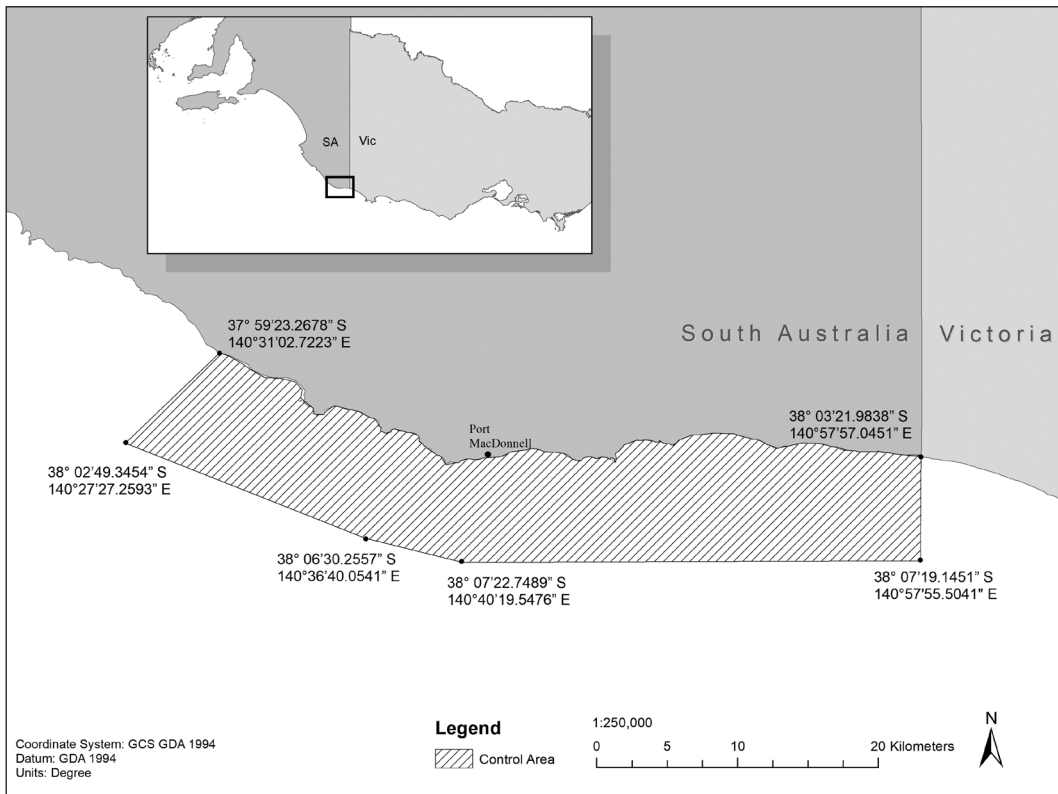 SA
Vic
37° 59'23.2678" S
140°31'02.7223" E
South Australia
Victoria
38° 03'21.9838" S
140°57'57.0451" E
Port
MacDonnell
38° 02'49.3454" S
140°27'27.2593" E
38° 06'30.2557" S
140°36'40.0541" E
38° 07'22.7489" S
140°40'19.5476" E
38° 07'19.1451" S
140°57'55.5041" E
Legend
Control Area
1:250,000
0 5 10 20 Kilometers
N
Coordinate System: GCS GDA 1994
Datum: GDA 1994
Units: Degree